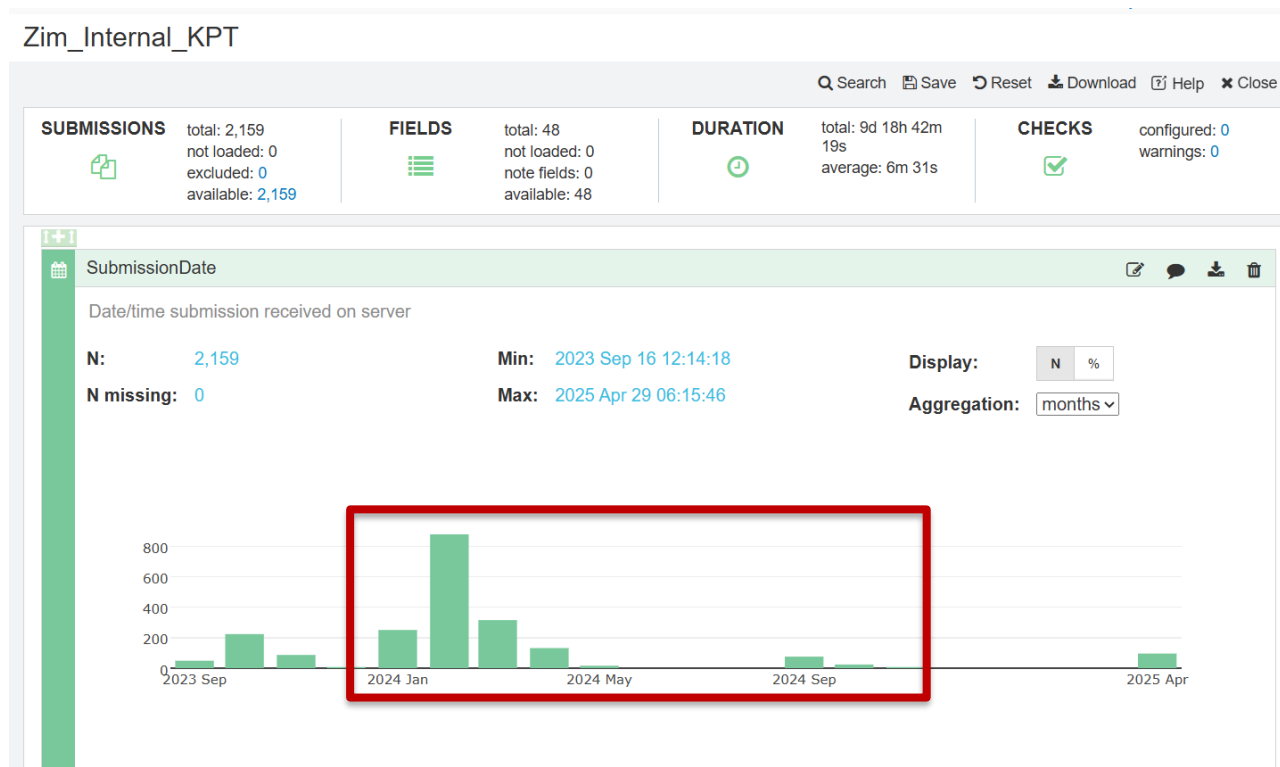 Zim_Internal_KPT
Search Save Reset Download Help Close
SUBMISSIONS
total: 2,159
not loaded: 0
excluded: 0
available: 2,159
FIELDS
total: 48
not loaded: 0
note fields: 0
available: 48
DURATION
total: 9d 18h 42m
19s
average: 6m 31s
CHECKS
configured: 0
warnings: 0
SubmissionDate
Date/time submission received on server
N: 2,159
N missing: 0
Min: 2023 Sep 16 12:14:18
Max: 2025 Apr 29 06:15:46
Display: N %
Aggregation: months
800
600
400
200
0
2023 Sep 2024 Jan 2024 May 2024 Sep 2025 Apr